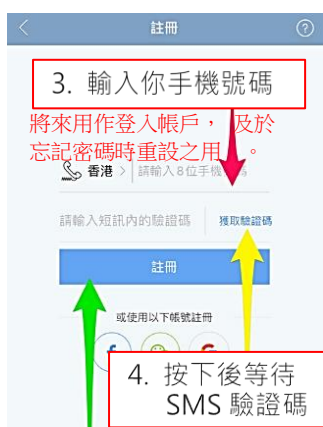 註冊
?
3. 輸入你手機號碼
將來用作登入帳戶， 及於
忘記密碼時重設之用 。
香港 > 請輸入8位手機
請輸入短訊內的驗證碼 獲取驗證碼
註冊
或使用以下帳號註冊
4. 按下後等待
SMS 驗證碼